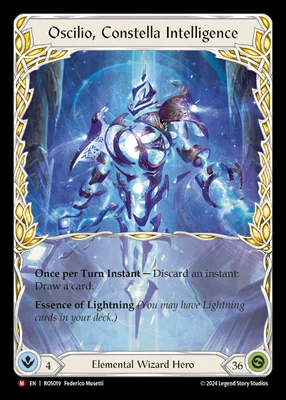 Oscilio, Constella Intelligence
Once per Turn Instant — Discard an instant:
Draw a card.
Essence of Lightning (You may have Lightning
cards in your deck.)
4
Elemental Wizard Hero
36
M | EN | ROS019 Federico Musetti
© 2024 Legend Story Studios